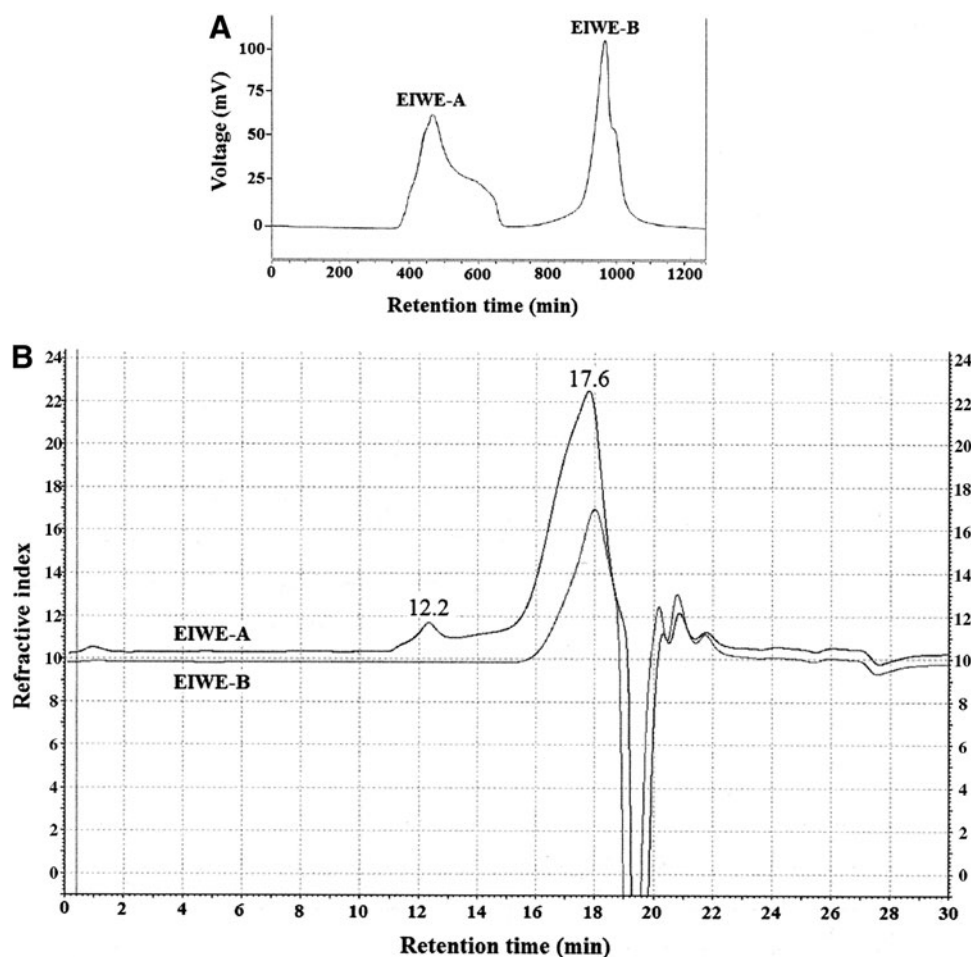 A
EIWE-B
EIWE-A
Voltage (mV)
100
75
50
25
0
0 200 400 600 800 1000 1200
Retention time (min)
B
17.6
12.2
EIWE-A
EIWE-B
Refractive index
24 24
22 22
20 20
18 18
16 16
14 14
12 12
10 10
8 8
6 6
4 4
2 2
0 0
0 2 4 6 8 10 12 14 16 18 20 22 24 26 28 30
Retention time (min)